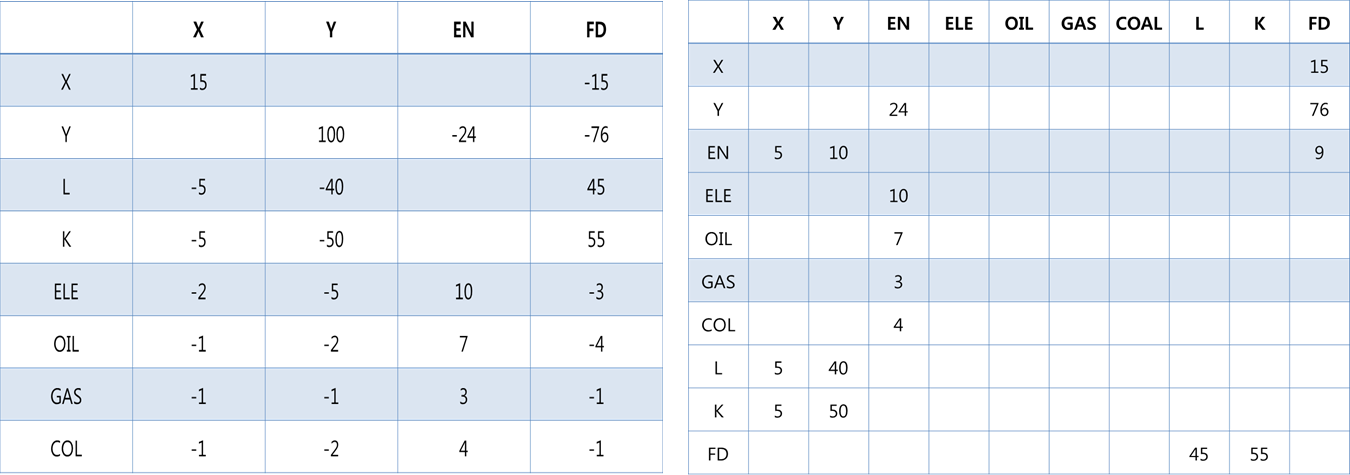 X Y EN FD
X 15 -15
Y 100 -24 -76
L -5 -40 45
K -5 -50 55
ELE -2 -5 10 -3
OIL -1 -2 7 -4
GAS -1 -1 3 -1
COL -1 -2 4 -1
X Y EN ELE OIL GAS COAL L K FD
X 15
Y 24 76
EN 5 10 9
ELE 10
OIL 7
GAS 3
COL 4
L 5 40
K 5 50
FD 45 55